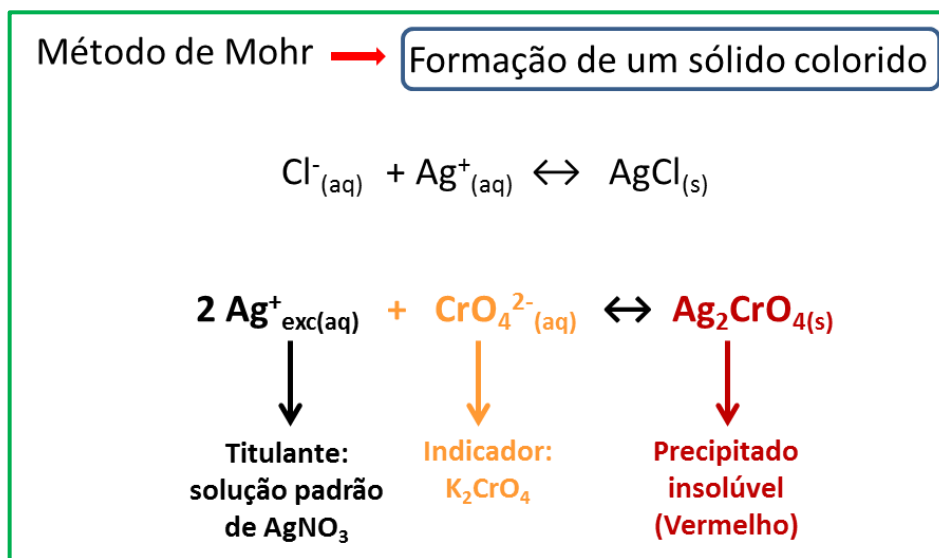 Método de Mohr → Formação de um sólido colorido
Cl⁻(aq) + Ag⁺(aq) ↔ AgCl(s)
2 Ag⁺exc(aq) + CrO₄²⁻(aq) ↔ Ag₂CrO₄(s)
Titulante:
solução padrão
de AgNO₃
Indicador:
K₂CrO₄
Precipitado
insolúvel
(Vermelho)